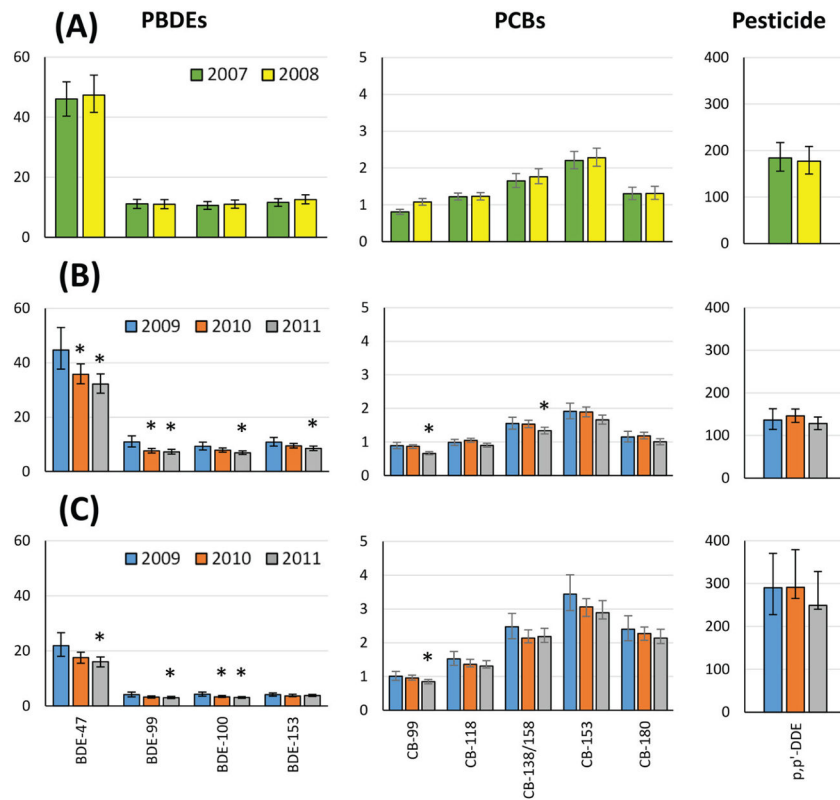 (A) PBDEs PCBs Pesticide
60 5 400
2007 2008
4
40 300
3
200
20 2
100
1
0 0 0
(B)
60 5 400
2009 2010 2011
4
* 300
40 *
3
200
* 2
20
* * * * * 100
1
0 0 0
(C)
60 5 400
2009 2010 2011
4
300
40
3
200
* 2
20
* * * * 100
1
0 0 0
BDE-47 BDE-99 BDE-100 BDE-153 CB-99 CB-118 CB-138/158 CB-153 CB-180 p,p'-DDE